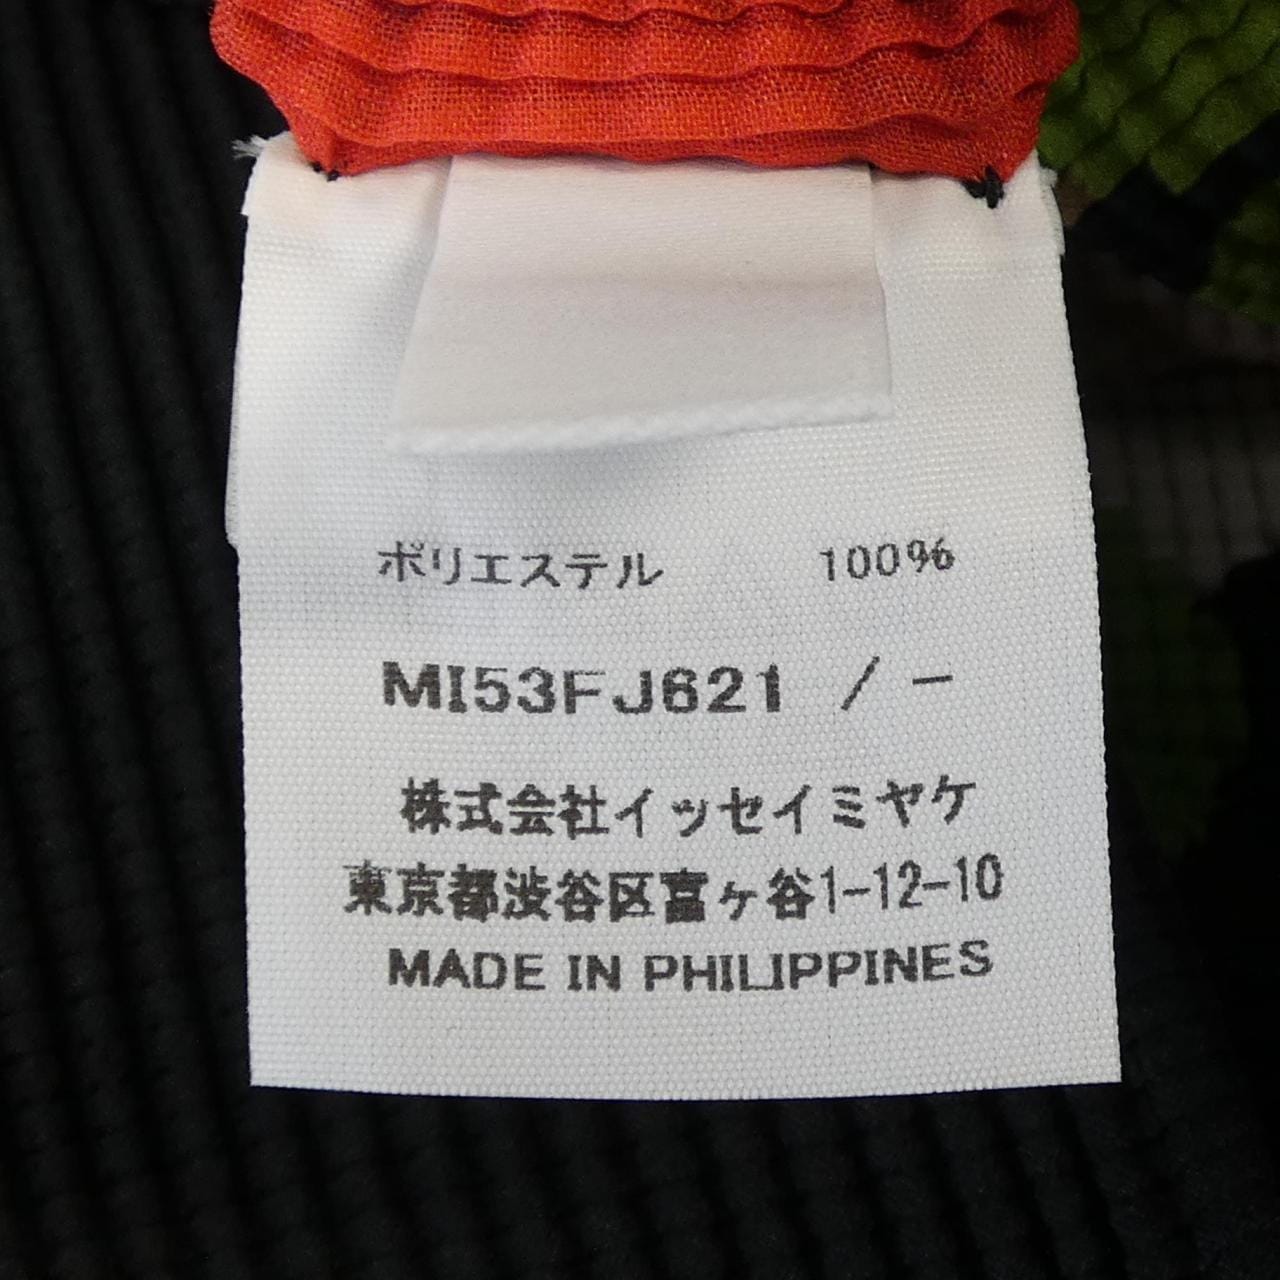 ポリエステル 100%
MI53FJ621 / -
株式会社イッセイミヤケ
東京都渋谷区富ヶ谷1-12-10
MADE IN PHILIPPINES